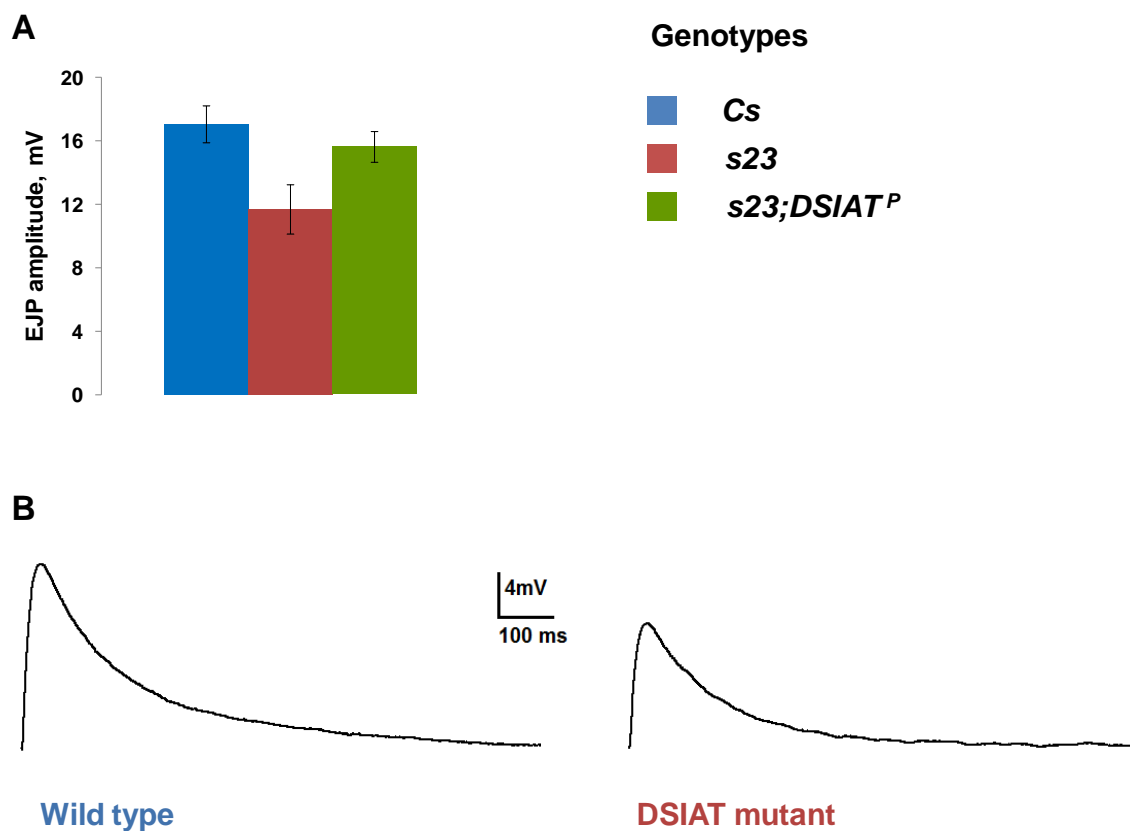 A
Genotypes
Cs
s23
s23;DSIAT P
EJP amplitude, mV
20
16
12
8
4
0
B
4mV
100 ms
Wild type
DSIAT mutant